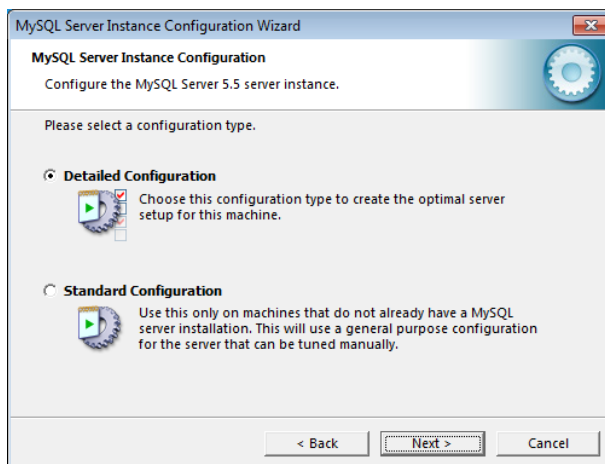 MySQL Server Instance Configuration Wizard
MySQL Server Instance Configuration
Configure the MySQL Server 5.5 server instance.
Please select a configuration type.
Detailed Configuration
Choose this configuration type to create the optimal server
setup for this machine.
Standard Configuration
Use this only on machines that do not already have a MySQL
server installation. This will use a general purpose configuration
for the server that can be tuned manually.
< Back
Next >
Cancel